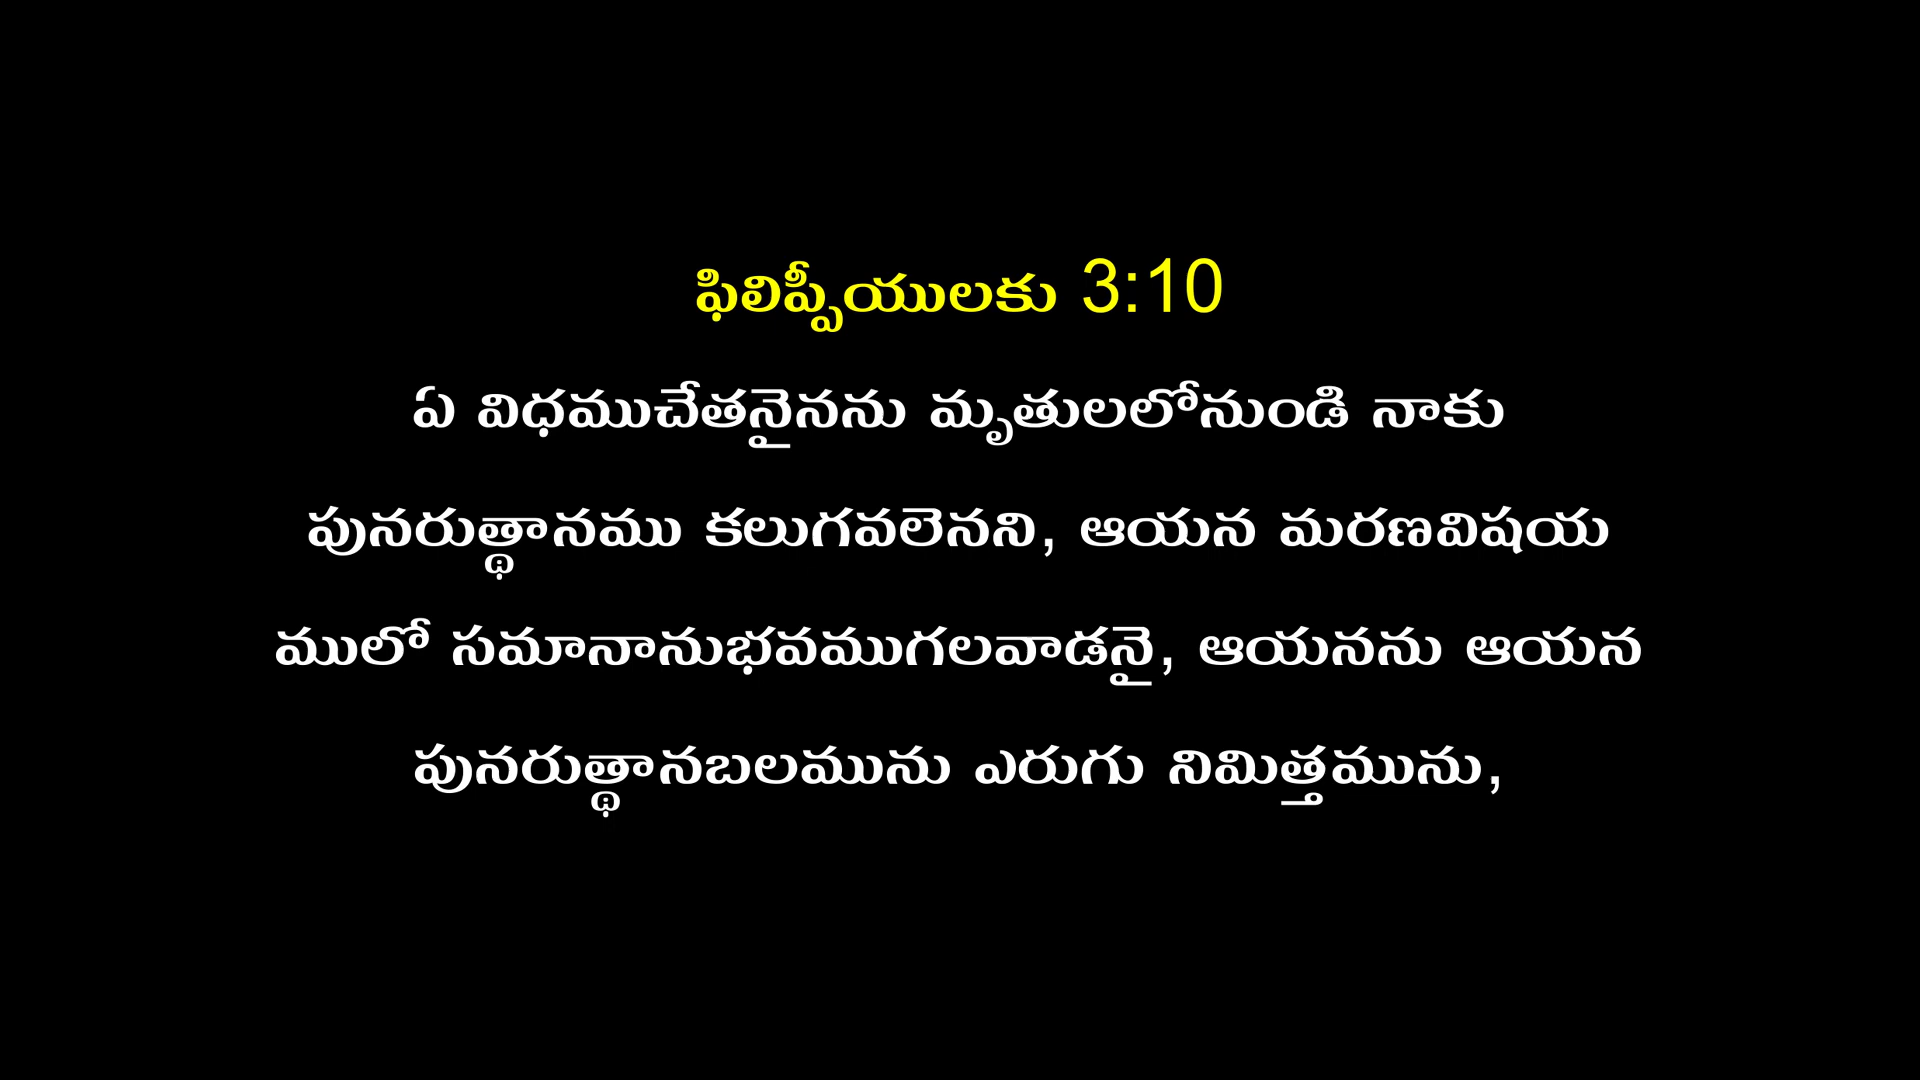 ఫిలిప్పీయులకు 3:10
ఏ విధముచేతనైనను మృతులలోనుండి నాకు
పునరుత్థానము కలుగవలెనని, ఆయన మరణవిషయ
ములో సమానానుభవముగలవాడనై, ఆయనను ఆయన
పునరుత్థానబలమును ఎరుగు నిమిత్తమును,